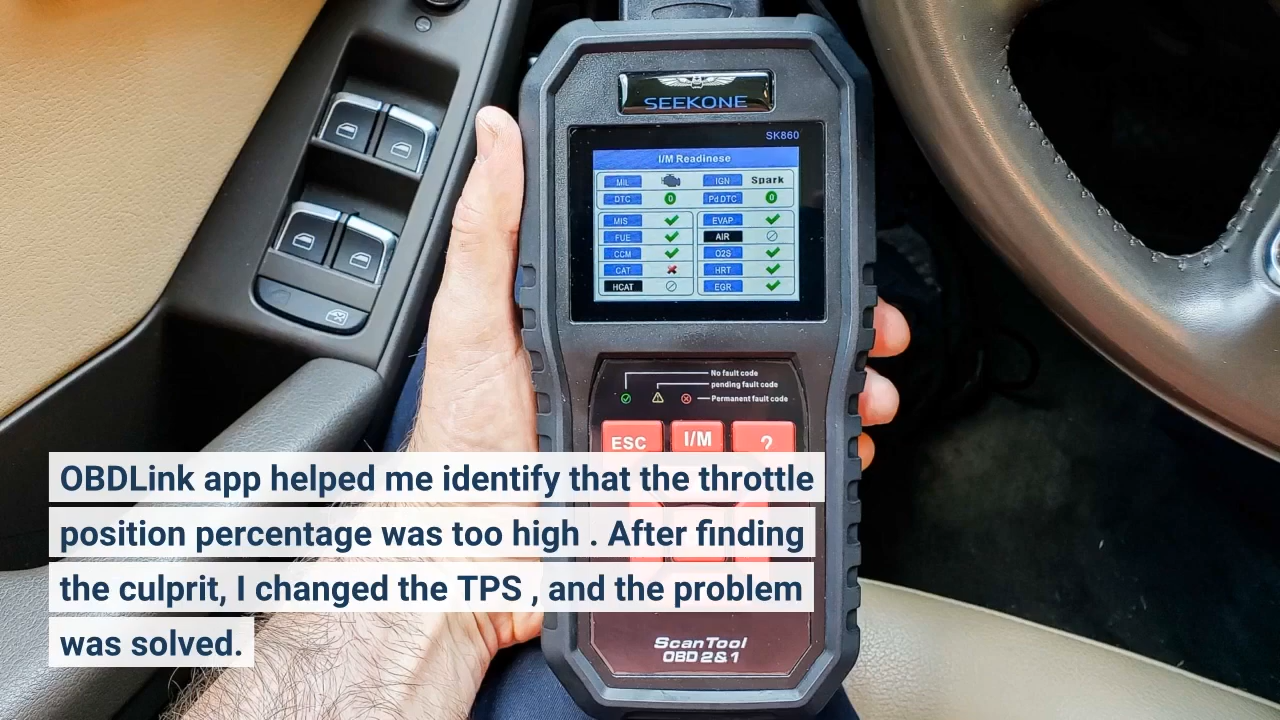 SEEKONE
SK860
I/M Readinese
MIL IGN Spark
DTC 0 Pd DTC 0
MIS EVAP
FUE AIR
CCM O2S
CAT HRT
HCAT EGR
No fault code
pending fault code
Permanent fault code
ESC I/M ?
OBDLink app helped me identify that the throttle
position percentage was too high . After finding
the culprit, I changed the TPS , and the problem
was solved.
ScanTool
OBD2&1